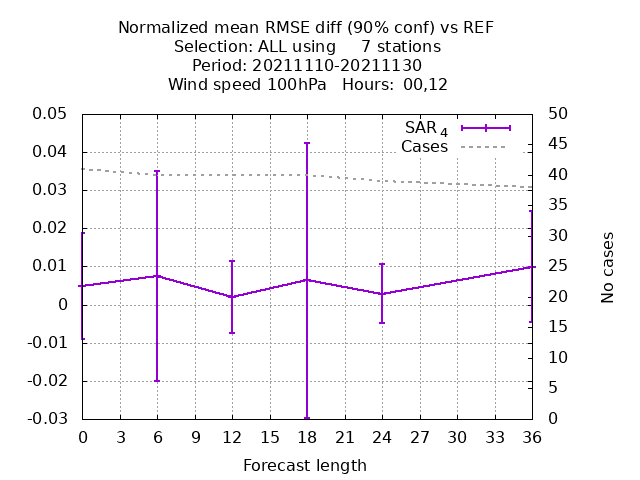 Normalized mean RMSE diff (90% conf) vs REF
Selection: ALL using 7 stations
Period: 20211110-20211130
Wind speed 100hPa Hours: 00,12
SAR 4
Cases
0.05
0.04
0.03
0.02
0.01
0
-0.01
-0.02
-0.03
50
45
40
35
30
25
20
15
10
5
0
No cases
0 3 6 9 12 15 18 21 24 27 30 33 36
Forecast length